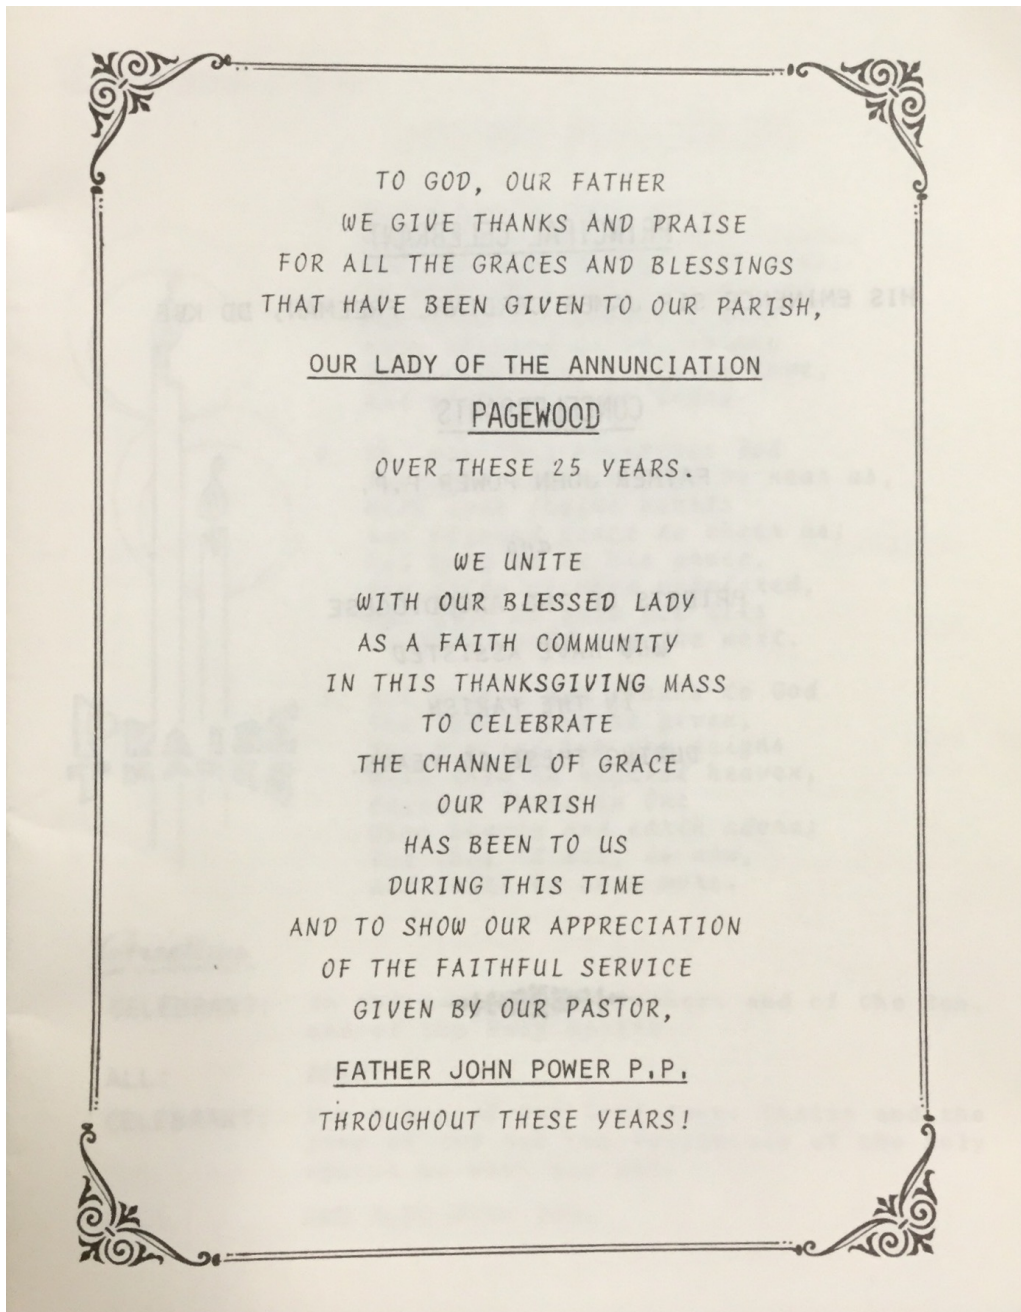 TO GOD, OUR FATHER
WE GIVE THANKS AND PRAISE
FOR ALL THE GRACES AND BLESSINGS
THAT HAVE BEEN GIVEN TO OUR PARISH,
OUR LADY OF THE ANNUNCIATION
PAGEWOOD
OVER THESE 25 YEARS.
WE UNITE
WITH OUR BLESSED LADY
AS A FAITH COMMUNITY
IN THIS THANKSGIVING MASS
TO CELEBRATE
THE CHANNEL OF GRACE
OUR PARISH
HAS BEEN TO US
DURING THIS TIME
AND TO SHOW OUR APPRECIATION
OF THE FAITHFUL SERVICE
GIVEN BY OUR PASTOR,
FATHER JOHN POWER P.P.
THROUGHOUT THESE YEARS!